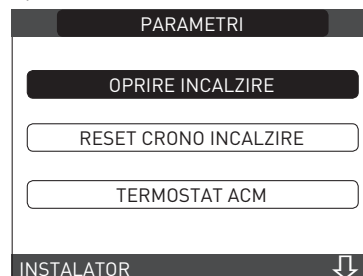 PARAMETRI
OPRIRE INCALZIRE
RESET CRONO INCALZIRE
TERMOSTAT ACM
INSTALATOR